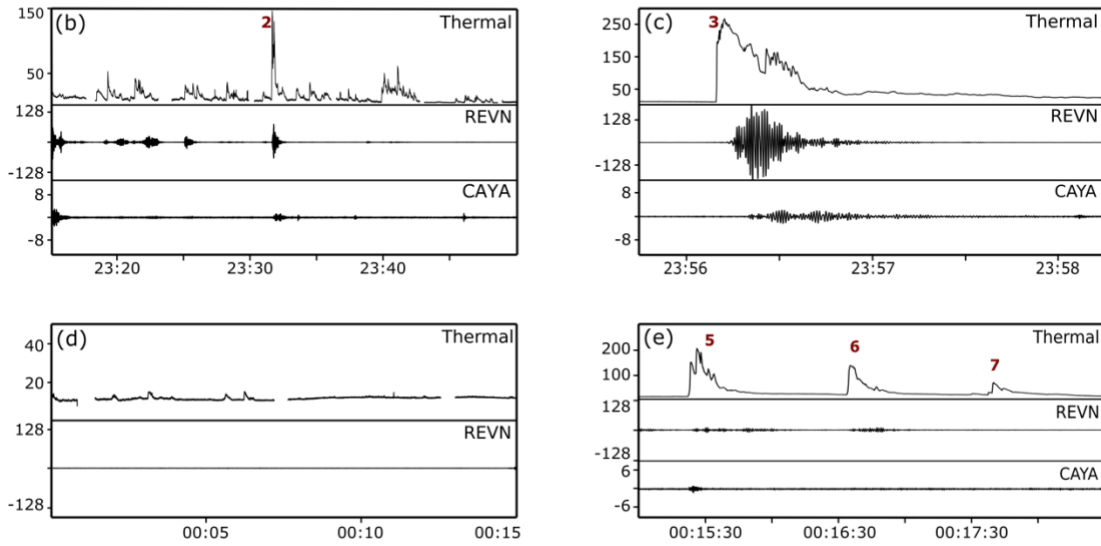 (b)
Thermal
150
50
2
REVN
128
-128
CAYA
8
-8
23:20 23:30 23:40
(c)
Thermal
250
150
50
3
REVN
128
-128
CAYA
8
-8
23:56 23:57 23:58
(d)
Thermal
40
20
REVN
128
-128
00:05 00:10 00:15
(e)
Thermal
200
100
5
6
7
REVN
128
-128
CAYA
6
-6
00:15:30 00:16:30 00:17:30